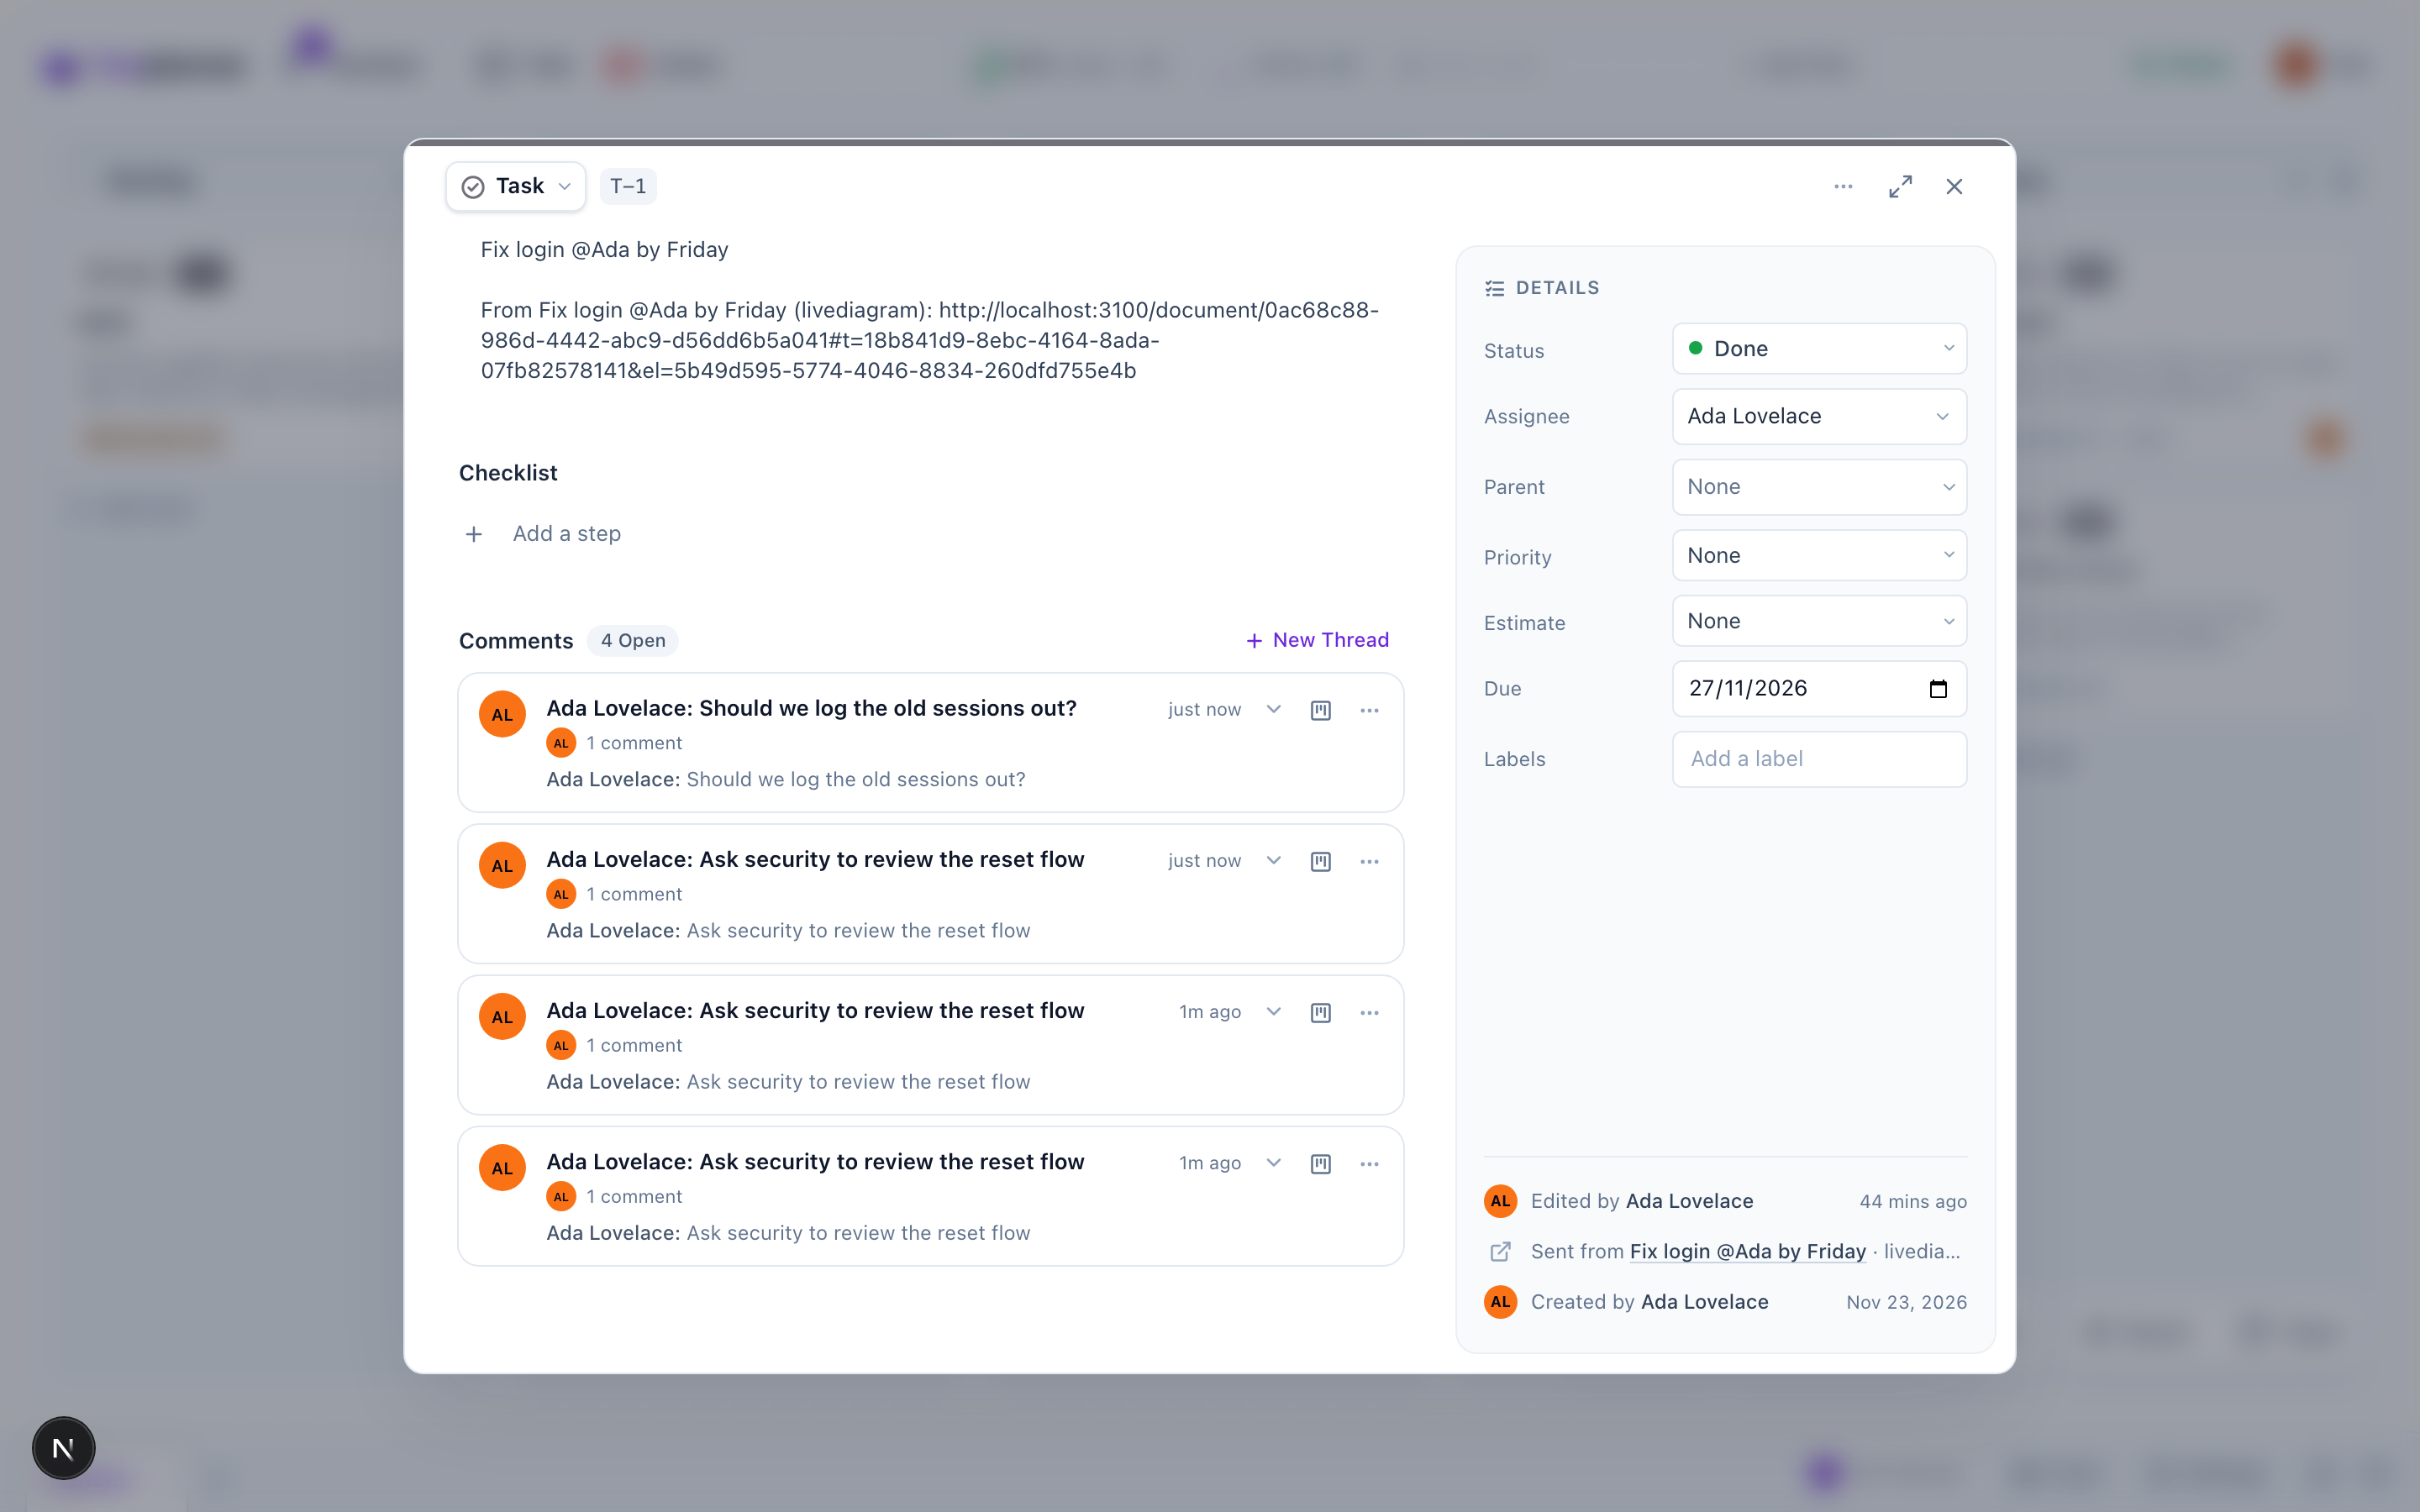 Task
T-1
Fix login @Ada by Friday
From Fix login @Ada by Friday (livediagram): http://localhost:3100/document/0ac68c88-
986d-4442-abc9-d56dd6b5a041#t=18b841d9-8ebc-4164-8ada-
07fb82578141&el=5b49d595-5774-4046-8834-260dfd755e4b
Checklist
Add a step
Comments 4 Open
New Thread
AL Ada Lovelace: Should we log the old sessions out? just now
AL 1 comment
Ada Lovelace: Should we log the old sessions out?
AL Ada Lovelace: Ask security to review the reset flow just now
AL 1 comment
Ada Lovelace: Ask security to review the reset flow
AL Ada Lovelace: Ask security to review the reset flow 1m ago
AL 1 comment
Ada Lovelace: Ask security to review the reset flow
AL Ada Lovelace: Ask security to review the reset flow 1m ago
AL 1 comment
Ada Lovelace: Ask security to review the reset flow
DETAILS
Status Done
Assignee Ada Lovelace
Parent None
Priority None
Estimate None
Due 27/11/2026
Labels Add a label
AL Edited by Ada Lovelace 44 mins ago
Sent from Fix login @Ada by Friday · livedia...
AL Created by Ada Lovelace Nov 23, 2026
N